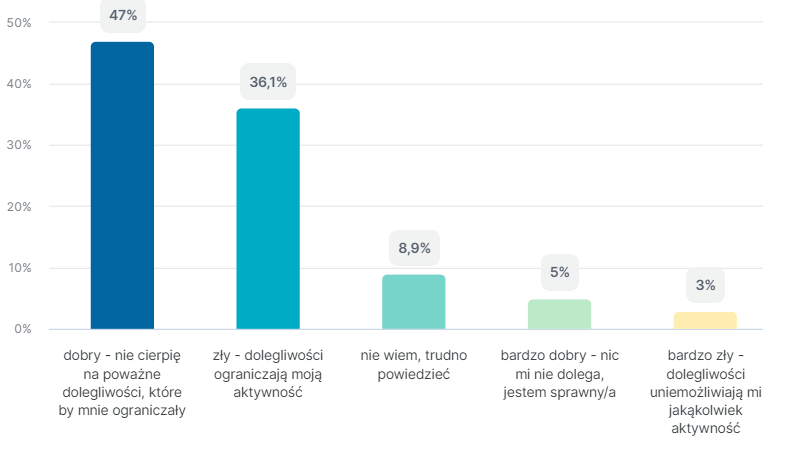 47%
50%
36,1%
40%
30%
20%
8,9%
10%
5%
3%
0%
dobry - nie cierpię
na poważne
dolegliwości, które
by mnie ograniczały
zły - dolegliwości
ograniczają moją
aktywność
nie wiem, trudno
powiedzieć
bardzo dobry - nic
mi nie dolega,
jestem sprawny/a
bardzo zły -
dolegliwości
uniemożliwiają mi
jakąkolwiek
aktywność